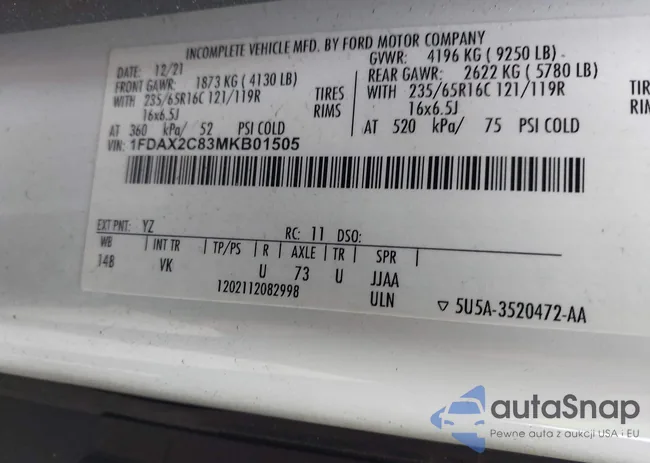 INCOMPLETE VEHICLE MFD. BY FORD MOTOR COMPANY
DATE: 12/21 GVWR: 4196 KG ( 9250 LB)
FRONT GAWR: 1873 KG ( 4130 LB) REAR GAWR: 2622 KG ( 5780 LB)
WITH 235/65R16C 121/119R TIRES WITH 235/65R16C 121/119R TI
16x6.5J RIMS 16x6.5J RI
AT 360 kPa/ 52 PSI COLD AT 520 kPa/ 75 PSI COLD
VIN: 1FDAX2C83MKB01505
EXT PNT: YZ RC: 11 DSO:
WB | INT TR | TP/PS | R | AXLE | TR | SPR
148 VK U 73 U JJAA
1202112082998 ULN ▽ 5U5A-3520472-AA
autaSnap
Pewne auta z aukcji USA i EU